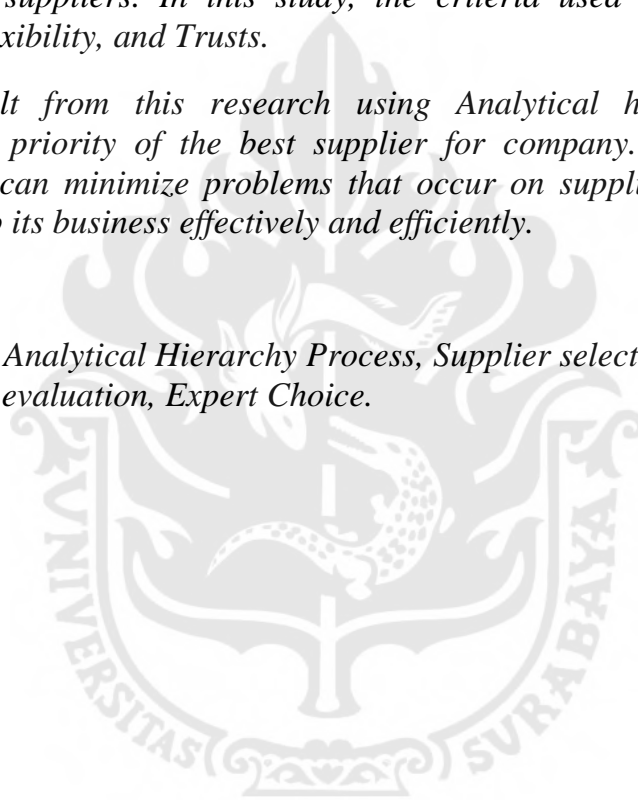 suppliers. In this study, the criteria used
xibility, and Trusts.
lt from this research using Analytical h
priority of the best supplier for company.
can minimize problems that occur on suppli
its business effectively and efficiently.
Analytical Hierarchy Process, Supplier select
evaluation, Expert Choice.
UNIVERSITAS SURABAYA